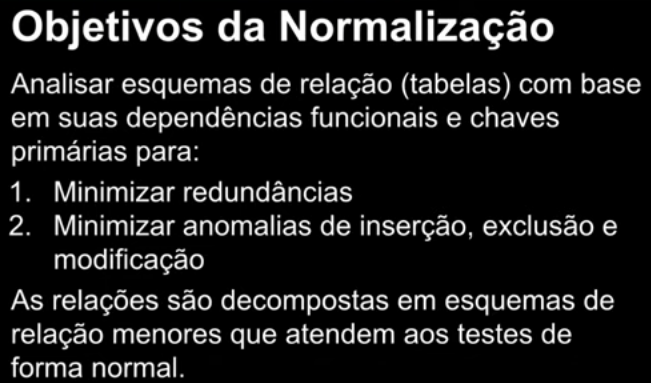 Objetivos da Normalização
Analisar esquemas de relação (tabelas) com base
em suas dependências funcionais e chaves
primárias para:
1. Minimizar redundâncias
2. Minimizar anomalias de inserção, exclusão e
modificação
As relações são decompostas em esquemas de
relação menores que atendem aos testes de
forma normal.